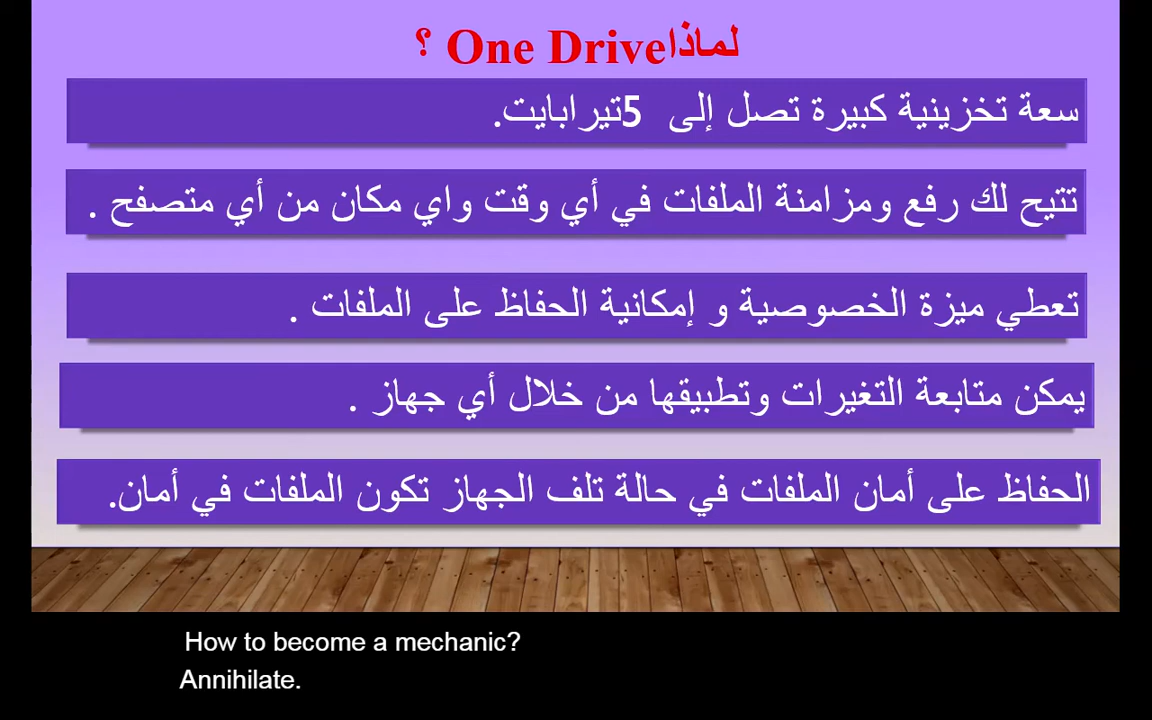 لماذا One Drive ؟
سعة تخزينية كبيرة تصل إلى 5 تيرابايت.
تتيح لك رفع ومزامنة الملفات في أي وقت واي مكان من أي متصفح .
تعطي ميزة الخصوصية و إمكانية الحفاظ على الملفات .
يمكن متابعة التغيرات وتطبيقها من خلال أي جهاز .
الحفاظ على أمان الملفات في حالة تلف الجهاز تكون الملفات في أمان.
How to become a mechanic?
Annihilate.